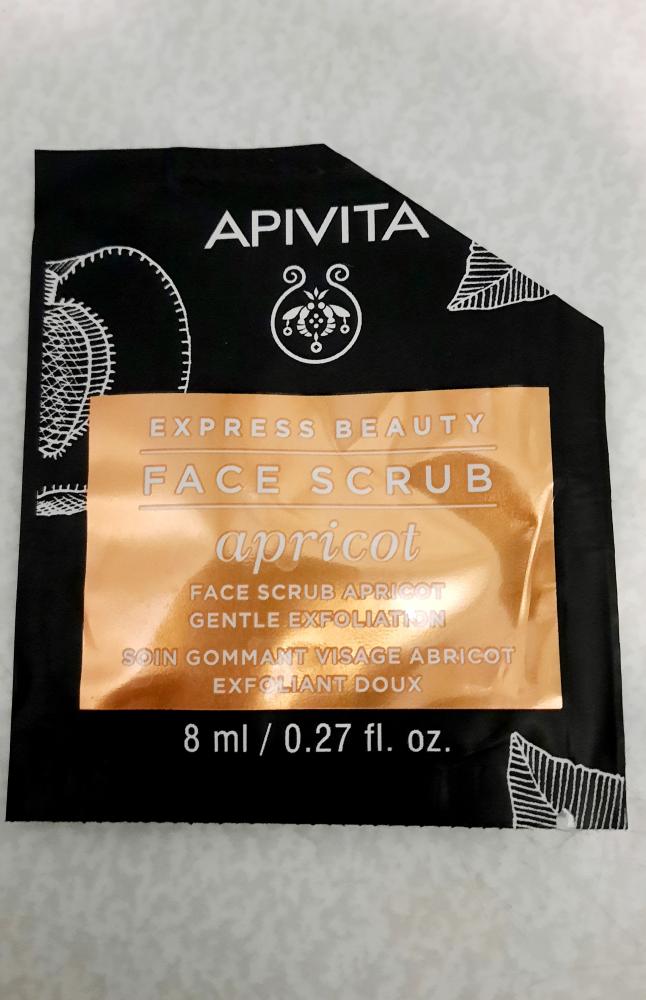 APIVITA
EXPRESS BEAUTY
FACE SCRUB
apricot
FACE SCRUB APRICOT
GENTLE EXFOLIATION
SOIN GOMMANT VISAGE ABRICOT
EXFOLIANT DOUX
8 ml / 0.27 fl. oz.